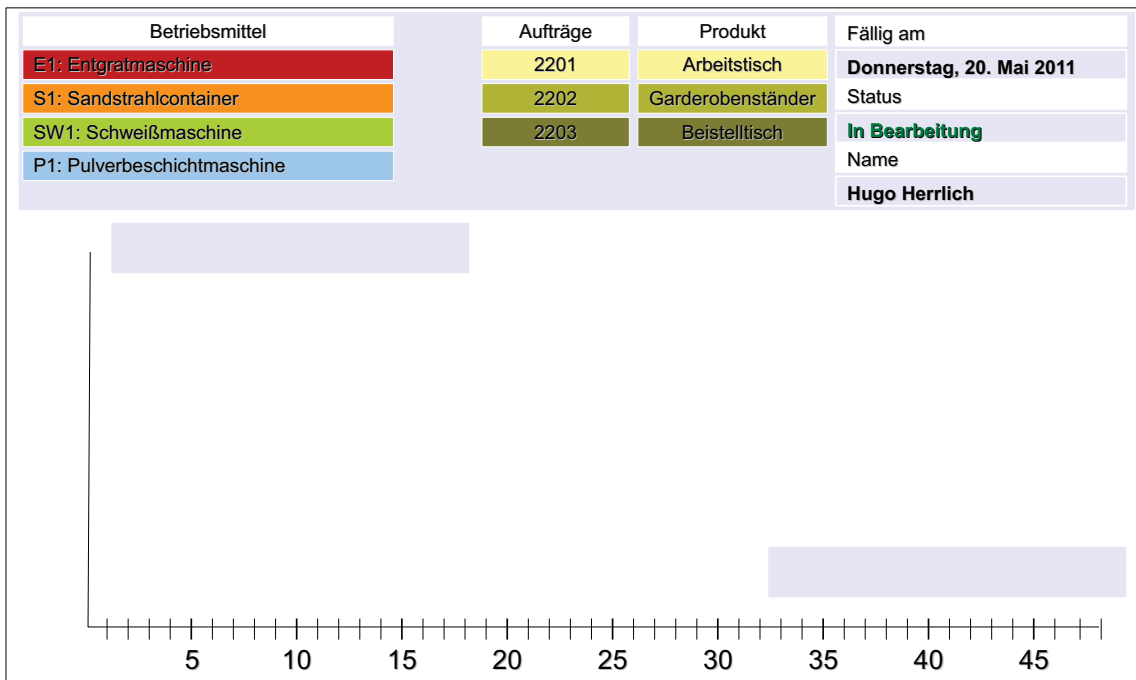 Betriebsmittel
E1: Entgratmaschine
S1: Sandstrahlcontainer
SW1: Schweißmaschine
P1: Pulverbeschichtmaschine
Aufträge Produkt
2201 Arbeitstisch
2202 Garderobenständer
2203 Beistelltisch
Fällig am
Donnerstag, 20. Mai 2011
Status
In Bearbeitung
Name
Hugo Herrlich
5 10 15 20 25 30 35 40 45